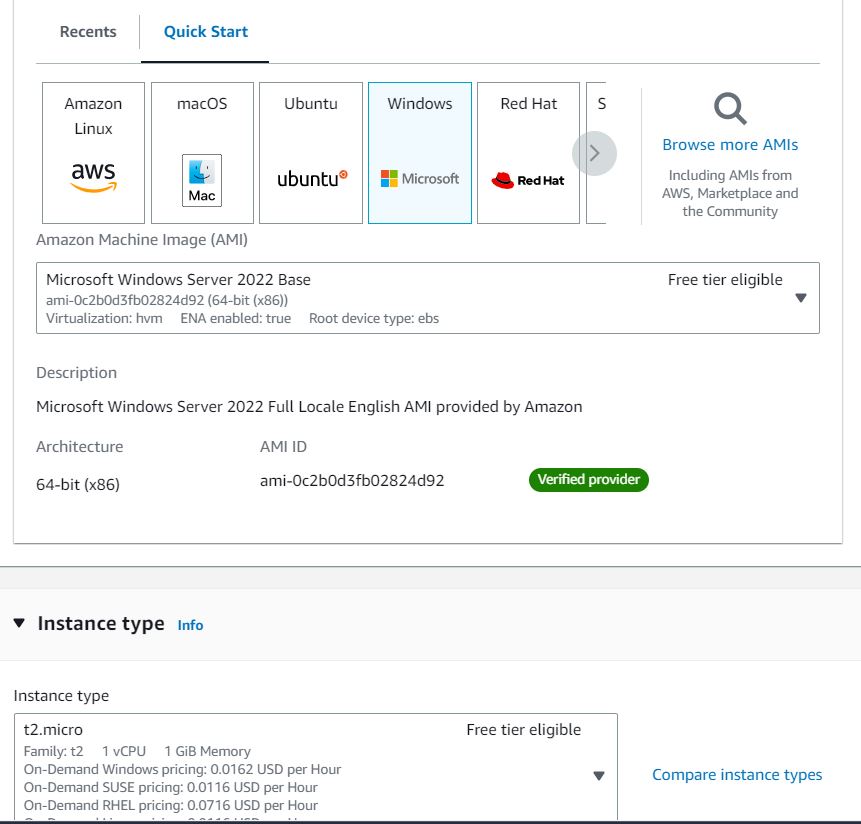 Recents
Quick Start
Amazon
Linux
aws
macOS
Mac
Ubuntu
ubuntu
Windows
Microsoft
Red Hat
Red Hat
S
Browse more AMIs
Including AMIs from
AWS, Marketplace and
the Community
Amazon Machine Image (AMI)
Microsoft Windows Server 2022 Base Free tier eligible
ami-0c2b0d3fb02824d92 (64-bit (x86))
Virtualization: hvm ENA enabled: true Root device type: ebs
Description
Microsoft Windows Server 2022 Full Locale English AMI provided by Amazon
Architecture AMI ID
64-bit (x86) ami-0c2b0d3fb02824d92 Verified provider
Instance type Info
Instance type
t2.micro Free tier eligible
Family: t2 1 vCPU 1 GiB Memory
On-Demand Windows pricing: 0.0162 USD per Hour
On-Demand SUSE pricing: 0.0116 USD per Hour
On-Demand RHEL pricing: 0.0716 USD per Hour
Compare instance types